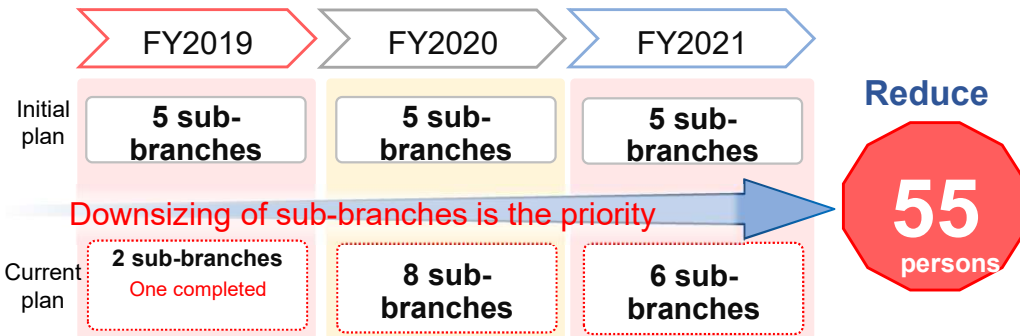 FY2019
FY2020
FY2021
Initial
plan
5 sub-
branches
5 sub-
branches
5 sub-
branches
Reduce
55
persons
Downsizing of sub-branches is the priority
Current
plan
2 sub-branches
One completed
8 sub-
branches
6 sub-
branches